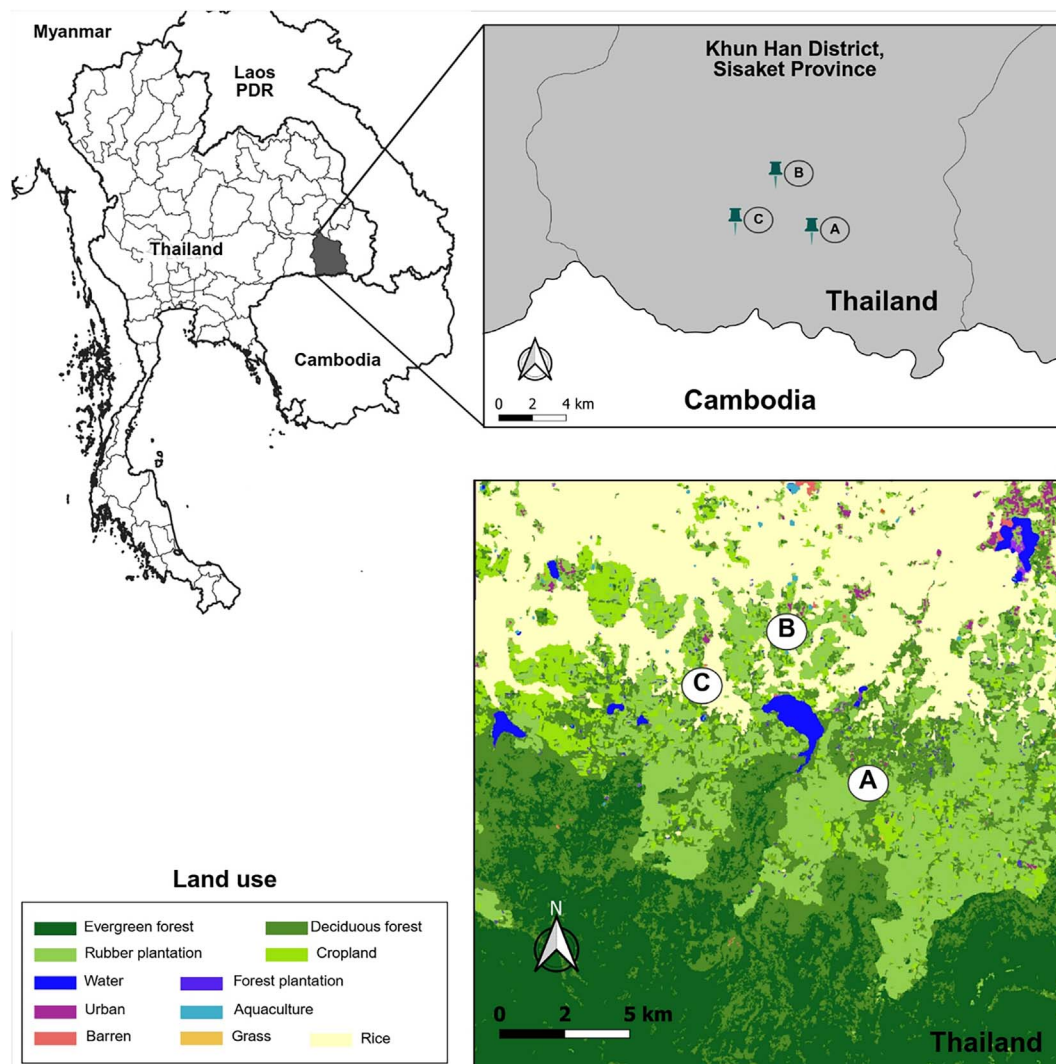 Myanmar
Laos
PDR
Thailand
Cambodia
Khun Han District,
Sisaket Province
B
C
A
Thailand
0 2 4 km
Cambodia
B
C
A
N
0 2 5 km
Thailand
Land use
Evergreen forest Deciduous forest
Rubber plantation Cropland
Water Forest plantation
Urban Aquaculture
Barren Grass Rice